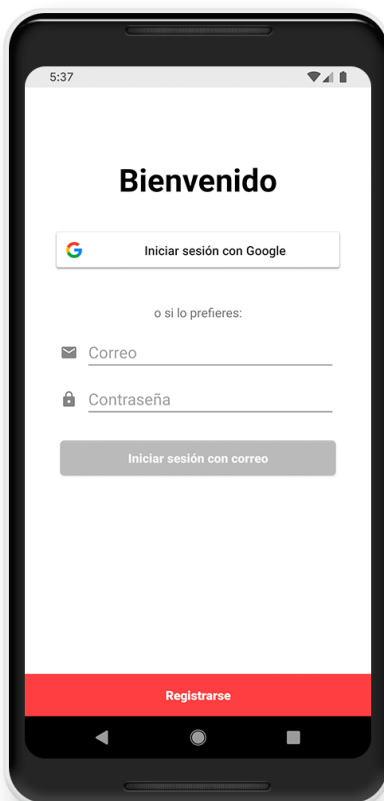 5:37
Bienvenido
Iniciar sesión con Google
o si lo prefieres:
Correo
Contraseña
Iniciar sesión con correo
Registrarse